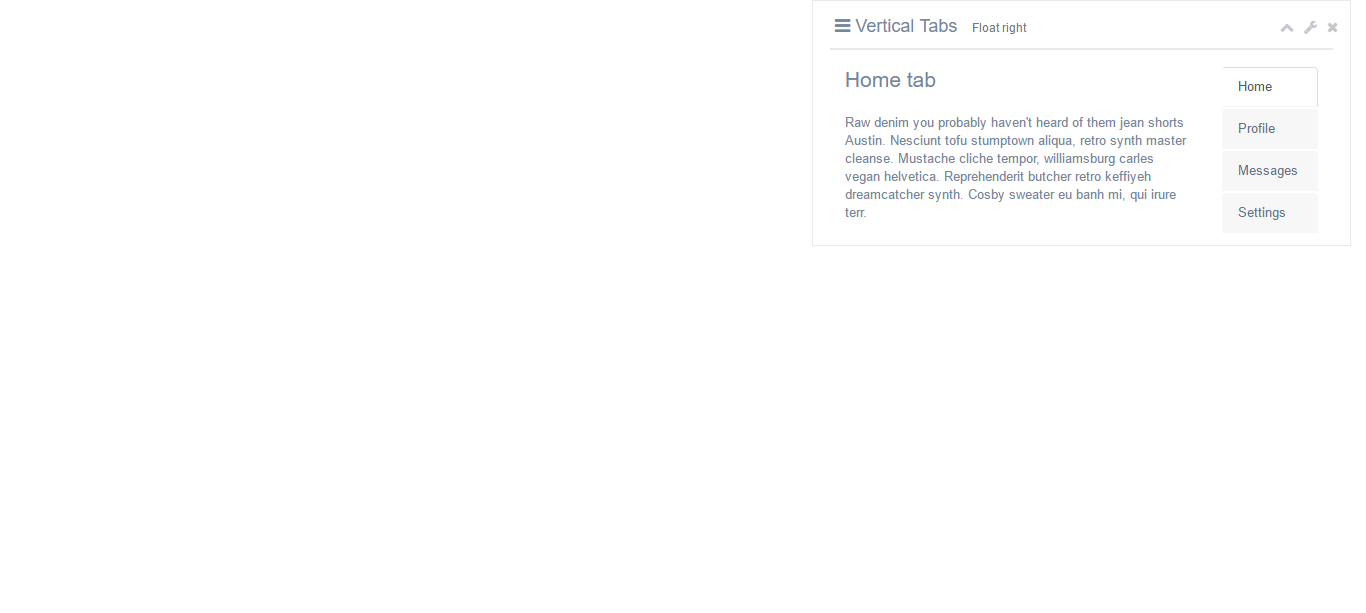 Vertical Tabs Float right
Home tab
Raw denim you probably haven't heard of them jean shorts
Austin. Nesciunt tofu stumptown aliqua, retro synth master
cleanse. Mustache cliche tempor, williamsburg carles
vegan helvetica. Reprehenderit butcher retro keffiyeh
dreamcatcher synth. Cosby sweater eu banh mi, qui irure
terr.
Home
Profile
Messages
Settings